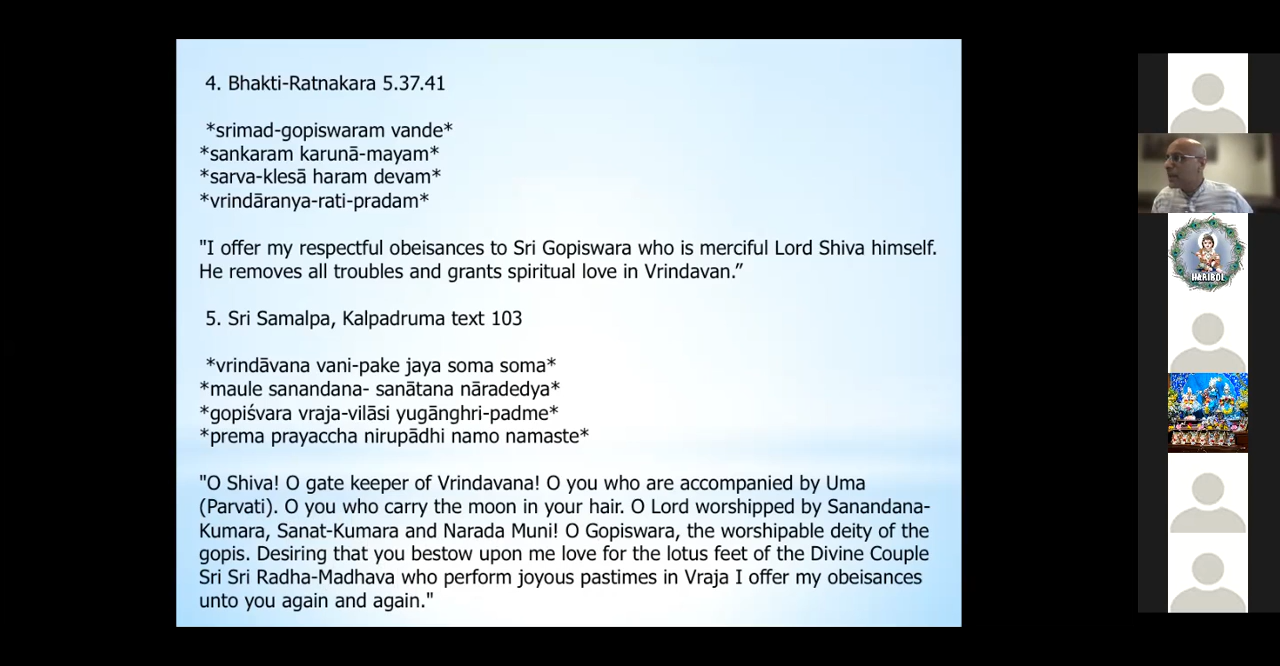 4. Bhakti-Ratnakara 5.37.41
*srimad-gopiswaram vande*
*sankaram karunā-mayam*
*sarva-klesā haram devam*
*vrindāranya-rati-pradam*
"I offer my respectful obeisances to Sri Gopiswara who is merciful Lord Shiva himself.
He removes all troubles and grants spiritual love in Vrindavan.”
5. Sri Samalpa, Kalpadruma text 103
*vrindāvana vani-pake jaya soma soma*
*maule sanandana- sanātana nāradedya*
*gopiśvara vraja-vilāsi yugānghri-padme*
*prema prayaccha nirupādhi namo namaste*
"O Shiva! O gate keeper of Vrindavana! O you who are accompanied by Uma
(Parvati). O you who carry the moon in your hair. O Lord worshipped by Sanandana-
Kumara, Sanat-Kumara and Narada Muni! O Gopiswara, the worshipable deity of the
gopis. Desiring that you bestow upon me love for the lotus feet of the Divine Couple
Sri Sri Radha-Madhava who perform joyous pastimes in Vraja I offer my obeisances
unto you again and again."
HARIBOL